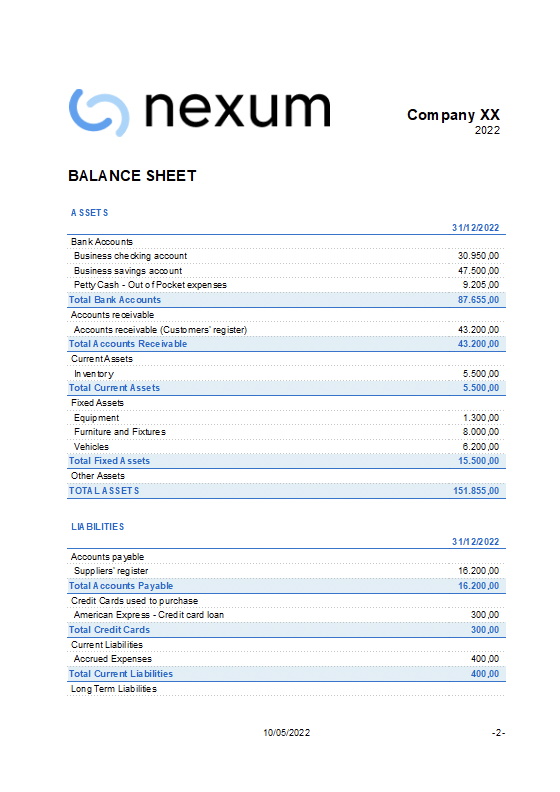 nexum
Company XX
2022
BALANCE SHEET
ASSETS
31/12/2022
Bank Accounts
Business checking account 30.950,00
Business savings account 47.500,00
Petty Cash - Out of Pocket expenses 9.205,00
Total Bank Accounts 87.655,00
Accounts receivable
Accounts receivable (Customers' register) 43.200,00
Total Accounts Receivable 43.200,00
Current Assets
Inventory 5.500,00
Total Current Assets 5.500,00
Fixed Assets
Equipment 1.300,00
Furniture and Fixtures 8.000,00
Vehicles 6.200,00
Total Fixed Assets 15.500,00
Other Assets
TOTAL ASSETS 151.855,00
LIABILITIES
31/12/2022
Accounts payable
Suppliers' register 16.200,00
Total Accounts Payable 16.200,00
Credit Cards used to purchase
American Express - Credit card loan 300,00
Total Credit Cards 300,00
Current Liabilities
Accrued Expenses 400,00
Total Current Liabilities 400,00
Long Term Liabilities
10/05/2022 -2-